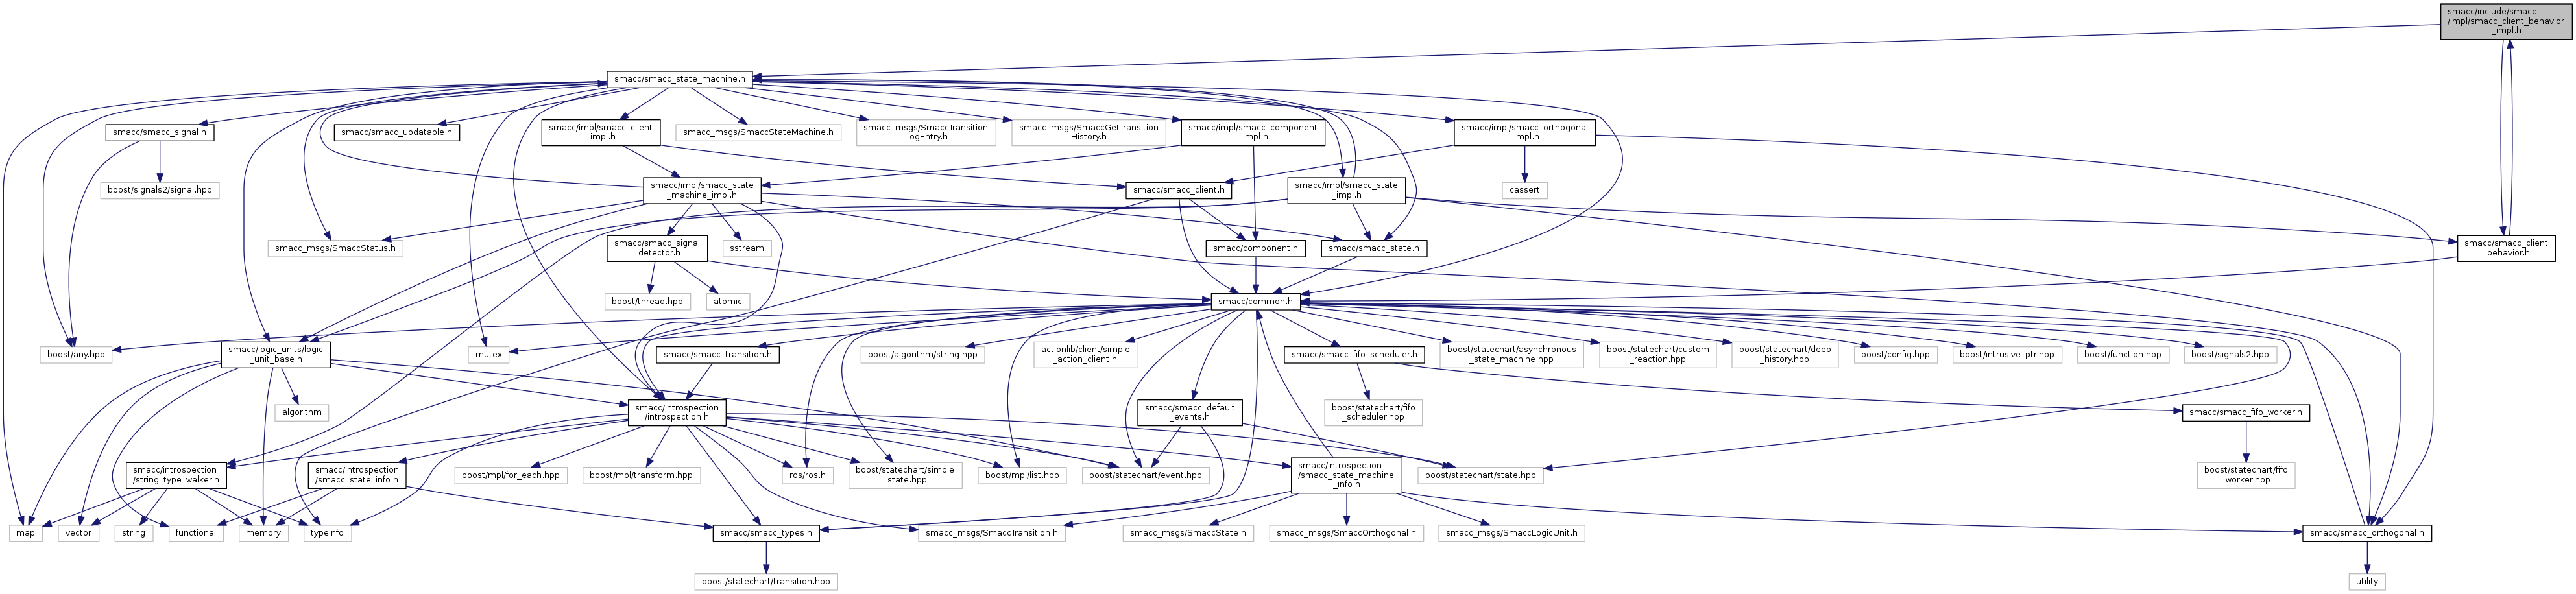 smacc/include/smacc
/impl/smacc_client_behavior
_impl.h
smacc/smacc_state_machine.h
smacc/smacc_signal.h
smacc/smacc_updatable.h
smacc/impl/smacc_client
_impl.h
smacc_msgs/SmaccStateMachine.h
smacc_msgs/SmaccTransition
LogEntry.h
smacc_msgs/SmaccGetTransition
History.h
smacc/impl/smacc_component
_impl.h
smacc/impl/smacc_orthogonal
_impl.h
boost/signals2/signal.hpp
smacc/impl/smacc_state
_machine_impl.h
smacc/smacc_client.h
smacc/impl/smacc_state
_impl.h
cassert
smacc_msgs/SmaccStatus.h
smacc/smacc_signal
_detector.h
sstream
smacc/component.h
smacc/smacc_state.h
smacc/smacc_client
_behavior.h
boost/thread.hpp
atomic
smacc/common.h
boost/any.hpp
smacc/logic_units/logic
_unit_base.h
mutex
smacc/smacc_transition.h
boost/algorithm/string.hpp
actionlib/client/simple
_action_client.h
smacc/smacc_fifo_scheduler.h
boost/statechart/asynchronous
_state_machine.hpp
boost/statechart/custom
_reaction.hpp
boost/statechart/deep
_history.hpp
boost/config.hpp
boost/intrusive_ptr.hpp
boost/function.hpp
boost/signals2.hpp
algorithm
smacc/introspection
/introspection.h
smacc/smacc_default
_events.h
boost/statechart/fifo
_scheduler.hpp
smacc/smacc_fifo_worker.h
smacc/introspection
/string_type_walker.h
smacc/introspection
/smacc_state_info.h
boost/mpl/for_each.hpp
boost/mpl/transform.hpp
ros/ros.h
boost/statechart/simple
_state.hpp
boost/mpl/list.hpp
boost/statechart/event.hpp
smacc/introspection
/smacc_state_machine
_info.h
boost/statechart/state.hpp
boost/statechart/fifo
_worker.hpp
map
vector
string
functional
memory
typeinfo
smacc/smacc_types.h
smacc_msgs/SmaccTransition.h
smacc_msgs/SmaccState.h
smacc_msgs/SmaccOrthogonal.h
smacc_msgs/SmaccLogicUnit.h
smacc/smacc_orthogonal.h
boost/statechart/transition.hpp
utility